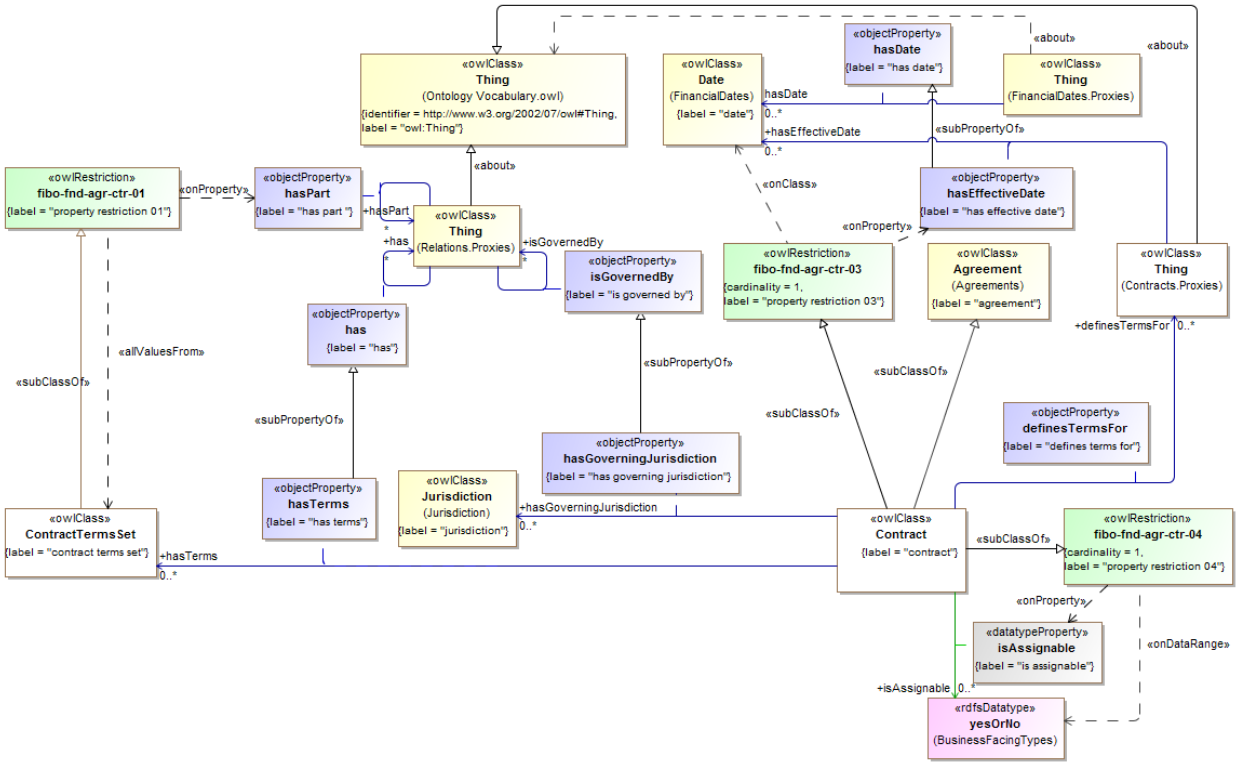 «owlClass»
Thing
(Ontology Vocabulary.owl)
{identifier = http://www.w3.org/2002/07/owl#Thing,
label = "owl:Thing"}
«owlClass»
Date
(FinancialDates)
{label = "date"}
«objectProperty»
hasDate
{label = "has date"}
«about»
«owlClass»
Thing
(FinancialDates.Proxies)
«about»
hasDate
0..*
+hasEffectiveDate
0..*
«subPropertyOf»
«about»
«owlRestriction»
fibo-fnd-agr-ctr-01
{label = "property restriction 01"}
«onProperty»
«objectProperty»
hasPart
{label = "has part "}
+hasPart
*
+has
*
«owlClass»
Thing
(Relations.Proxies)
+isGovernedBy
*
«onClass»
«objectProperty»
hasEffectiveDate
{label = "has effective date"}
«onProperty»
«objectProperty»
isGovernedBy
{label = "is governed by"}
«owlRestriction»
fibo-fnd-agr-ctr-03
{cardinality = 1,
label = "property restriction 03"}
«owlClass»
Agreement
(Agreements)
{label = "agreement"}
«owlClass»
Thing
(Contracts.Proxies)
+definesTermsFor
0..*
«objectProperty»
has
{label = "has"}
«allValuesFrom»
«subClassOf»
«subPropertyOf»
«subPropertyOf»
«subClassOf»
«subClassOf»
«objectProperty»
definesTermsFor
{label = "defines terms for"}
«objectProperty»
hasGoverningJurisdiction
{label = "has governing jurisdiction"}
«objectProperty»
hasTerms
{label = "has terms"}
«owlClass»
Jurisdiction
(Jurisdiction)
{label = "jurisdiction"}
+hasGoverningJurisdiction
0..*
«owlClass»
ContractTermsSet
{label = "contract terms set"}
+hasTerms
0..*
«owlClass»
Contract
{label = "contract"}
«subClassOf»
«owlRestriction»
fibo-fnd-agr-ctr-04
{cardinality = 1,
label = "property restriction 04"}
«onProperty»
«datatypeProperty»
isAssignable
{label = "is assignable"}
«onDataRange»
+isAssignable
0..*
«rdfsDatatype»
yesOrNo
(BusinessFacingTypes)